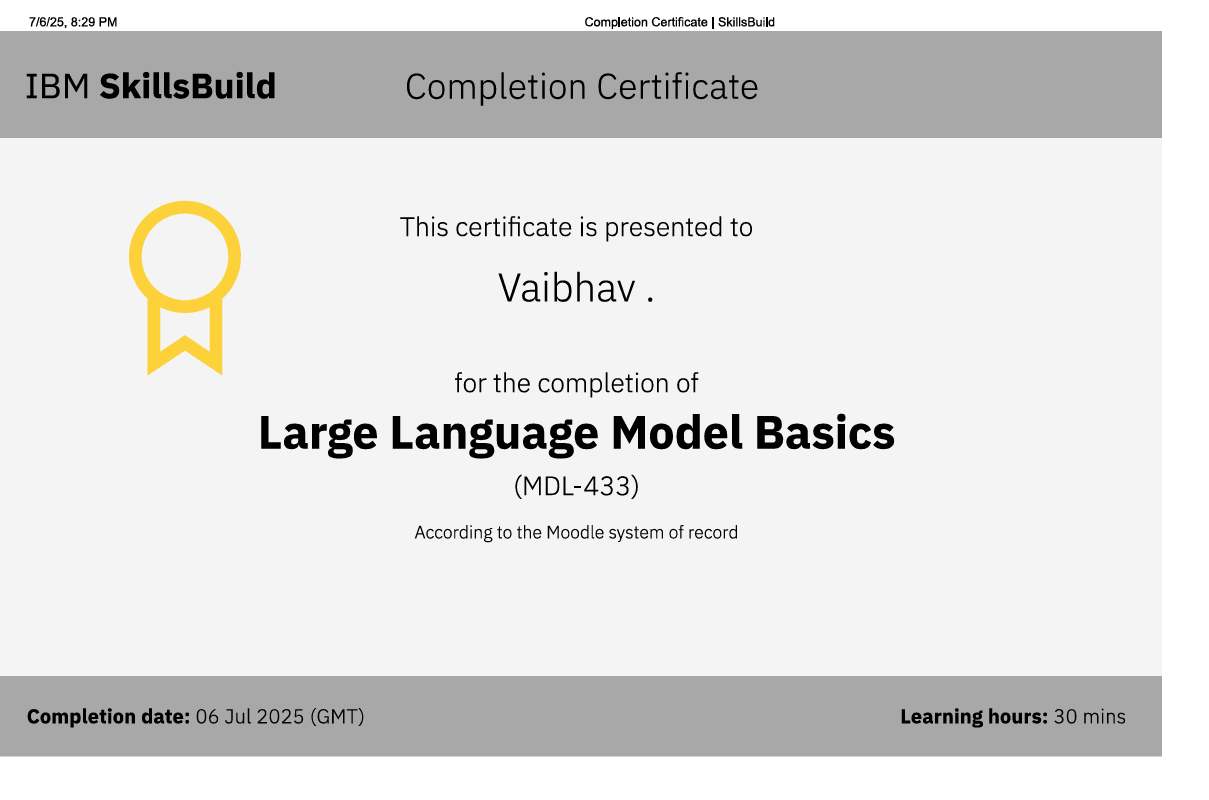 7/6/25, 8:29 PM
Completion Certificate | SkillsBuild
IBM SkillsBuild
Completion Certificate
This certificate is presented to
Vaibhav .
for the completion of
Large Language Model Basics
(MDL-433)
According to the Moodle system of record
Completion date: 06 Jul 2025 (GMT)
Learning hours: 30 mins